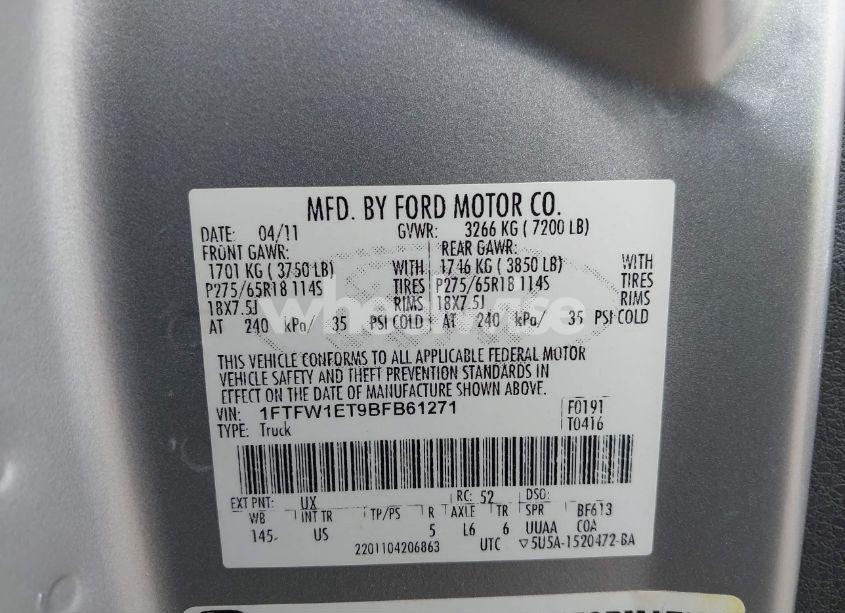 MFD. BY FORD MOTOR CO.
DATE: 04/11 GVWR: 3266 KG ( 7200 LB)
FRONT GAWR: REAR GAWR:
1701 KG ( 3750 LB) WITH 1746 KG ( 3850 LB) WITH
P275/65R18 114S TIRES P275/65R18 114S TIRES
18X7.5J RIMS 18X7.5J RIMS
AT 240 kPa/ 35 PSI COLD AT 240 kPa/ 35 PSI COLD
wheelwise
THIS VEHICLE CONFORMS TO ALL APPLICABLE FEDERAL MOTOR
VEHICLE SAFETY AND THEFT PREVENTION STANDARDS IN
EFFECT ON THE DATE OF MANUFACTURE SHOWN ABOVE.
VIN: 1FTFW1ET9BFB61271 F0191
TYPE: Truck T0416
EXT PNT: UX RC: 52 DSO:
WB INT TR TP/PS R AXLE TR SPR BF613
145- US 5 L6 6 UUAA COA
2201104206863 UTC ▽5U5A-1520472-BA